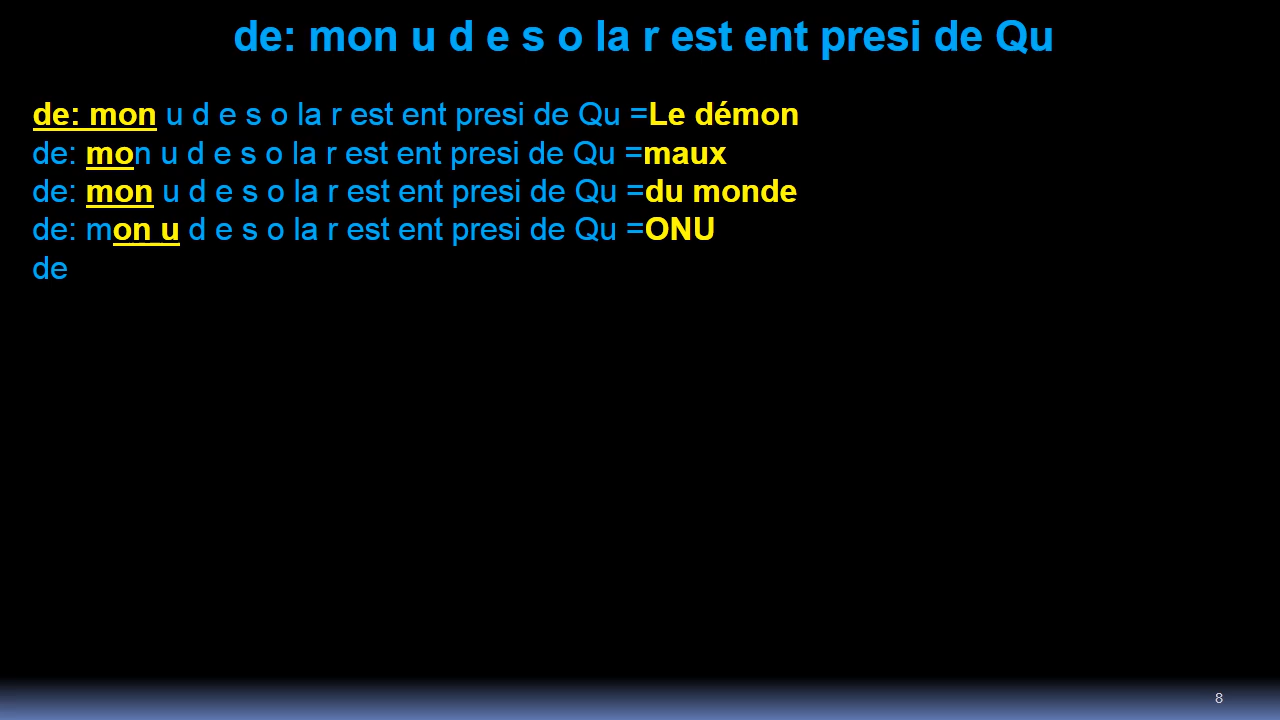 de: mon u d e s o la r est ent presi de Qu
de: mon u d e s o la r est ent presi de Qu =Le démon
de: mon u d e s o la r est ent presi de Qu =maux
de: mon u d e s o la r est ent presi de Qu =du monde
de: mon u d e s o la r est ent presi de Qu =ONU
de
8